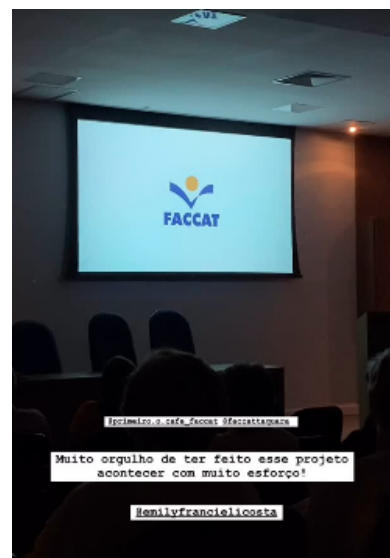 FACCAT
@primeiro.o.cafe_faccat @faccattaquara
Muito orgulho de ter feito esse projeto
acontecer com muito esforço!
@emilyfrancielicosta